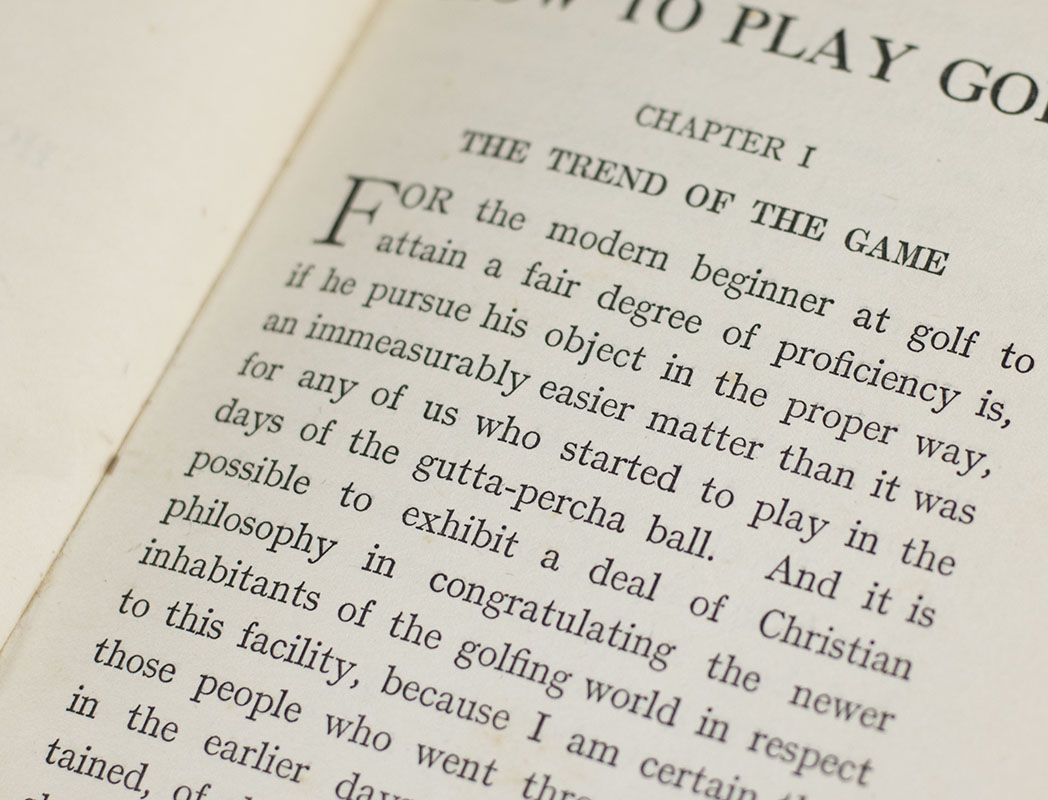 TO PLAY
CHAPTER I
THE TREND OF THE GAME
FOR the modern beginner at golf to
attain a fair degree of proficiency is,
if he pursue his object in the proper way,
an immeasurably easier matter than it was
for any of us who started to play in the
days of the gutta-percha ball. And it is
possible to exhibit a deal of Christian
philosophy in congratulating the newer
inhabitants of the golfing world in respect
to this facility, because I am certain
those people who went
in the earlier
tained, of